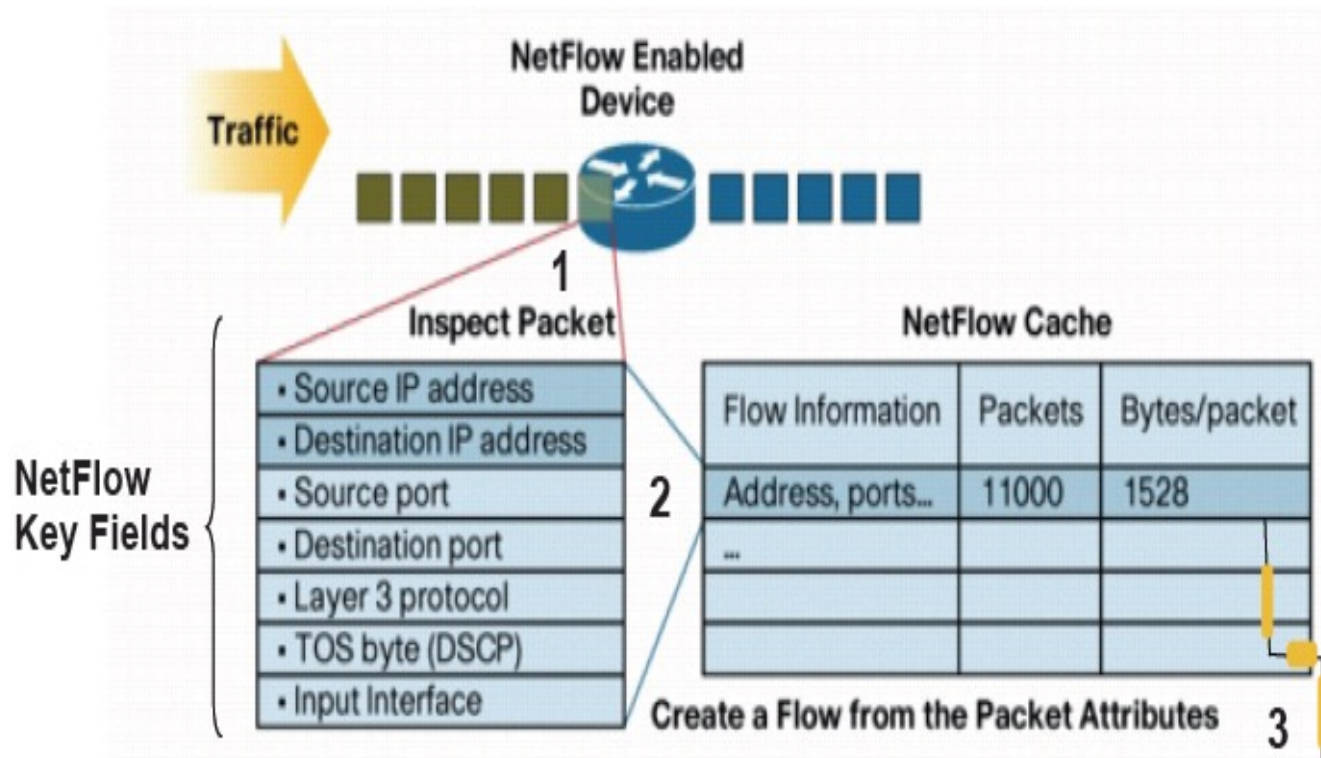 NetFlow Enabled
Device
Traffic
1
Inspect Packet
NetFlow Key Fields
▪ Source IP address
▪ Destination IP address
▪ Source port
▪ Destination port
▪ Layer 3 protocol
▪ TOS byte (DSCP)
▪ Input Interface
2
NetFlow Cache
Flow Information Packets Bytes/packet
Address, ports... 11000 1528
...
Create a Flow from the Packet Attributes
3